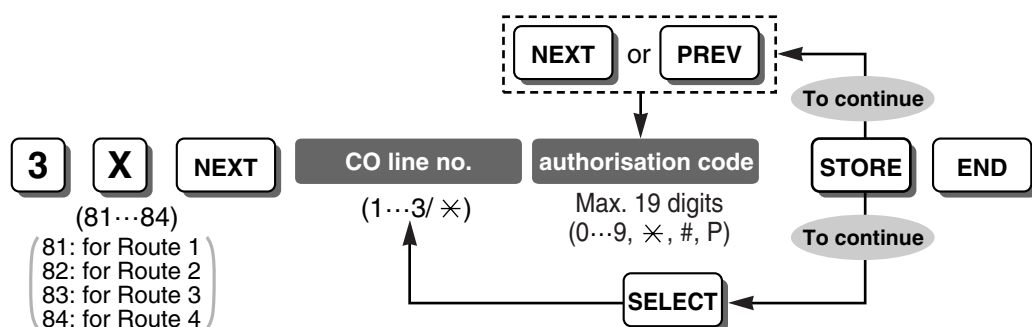 NEXT or PREV
To continue
3 X NEXT CO line no. authorisation code STORE END
(81···84) (1···3/ ✳) Max. 19 digits
(0···9, ✳, #, P)
81: for Route 1
82: for Route 2
83: for Route 3
84: for Route 4
To continue
SELECT